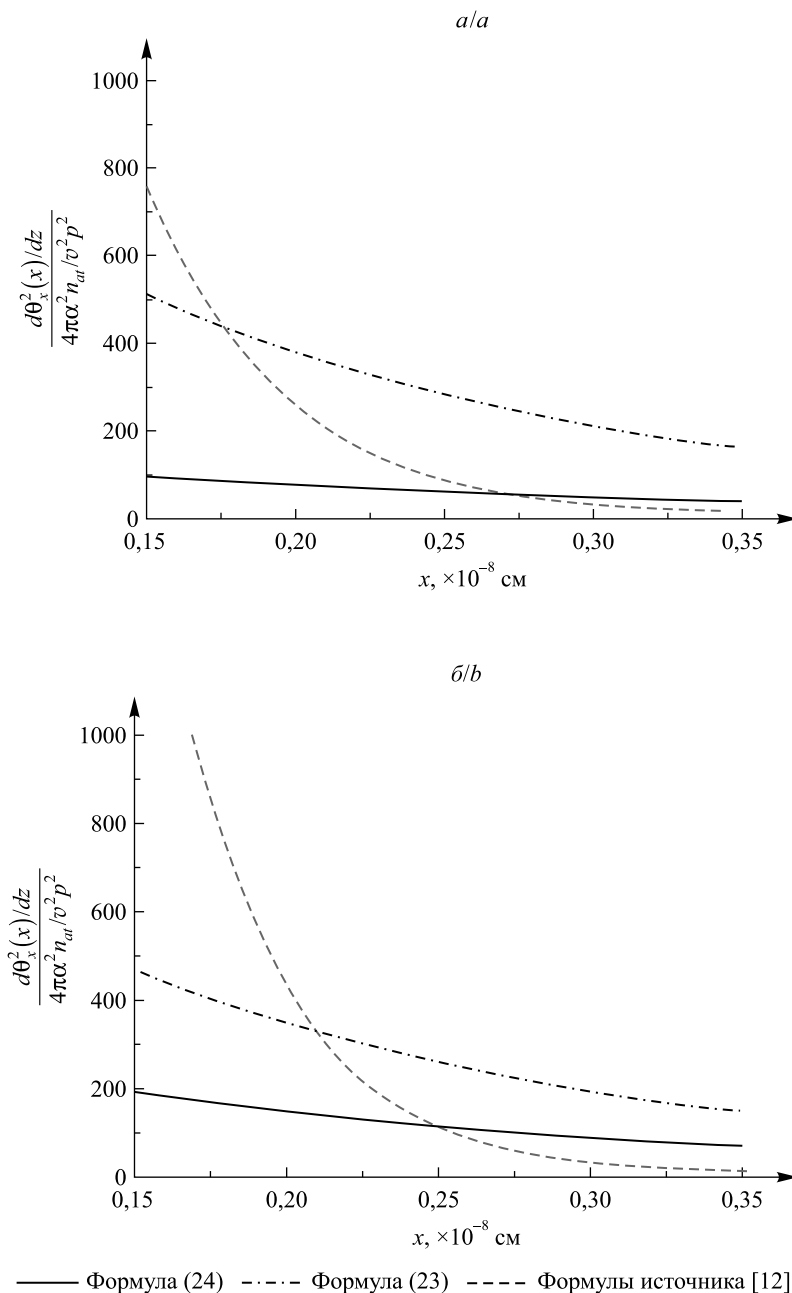 а/a
1000
800
600
400
200
0
dθ²ₓ(x)/dz
4πα²nat/v²p²
0,15 0,20 0,25 0,30 0,35
x, ×10⁻⁸ см
б/b
1000
800
600
400
200
0
dθ²ₓ(x)/dz
4πα²nat/v²p²
0,15 0,20 0,25 0,30 0,35
x, ×10⁻⁸ см
Формула (24) Формула (23) Формулы источника [12]